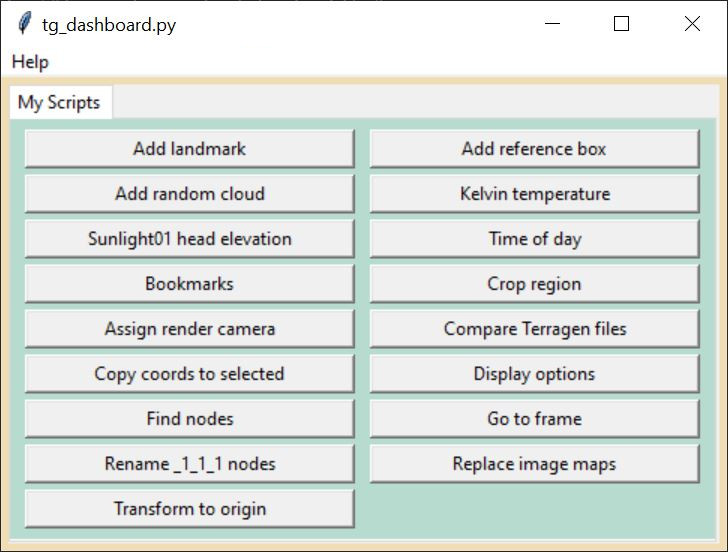 tg_dashboard.py
Help
My Scripts
Add landmark
Add reference box
Add random cloud
Kelvin temperature
Sunlight01 head elevation
Time of day
Bookmarks
Crop region
Assign render camera
Compare Terragen files
Copy coords to selected
Display options
Find nodes
Go to frame
Rename _1_1_1 nodes
Replace image maps
Transform to origin